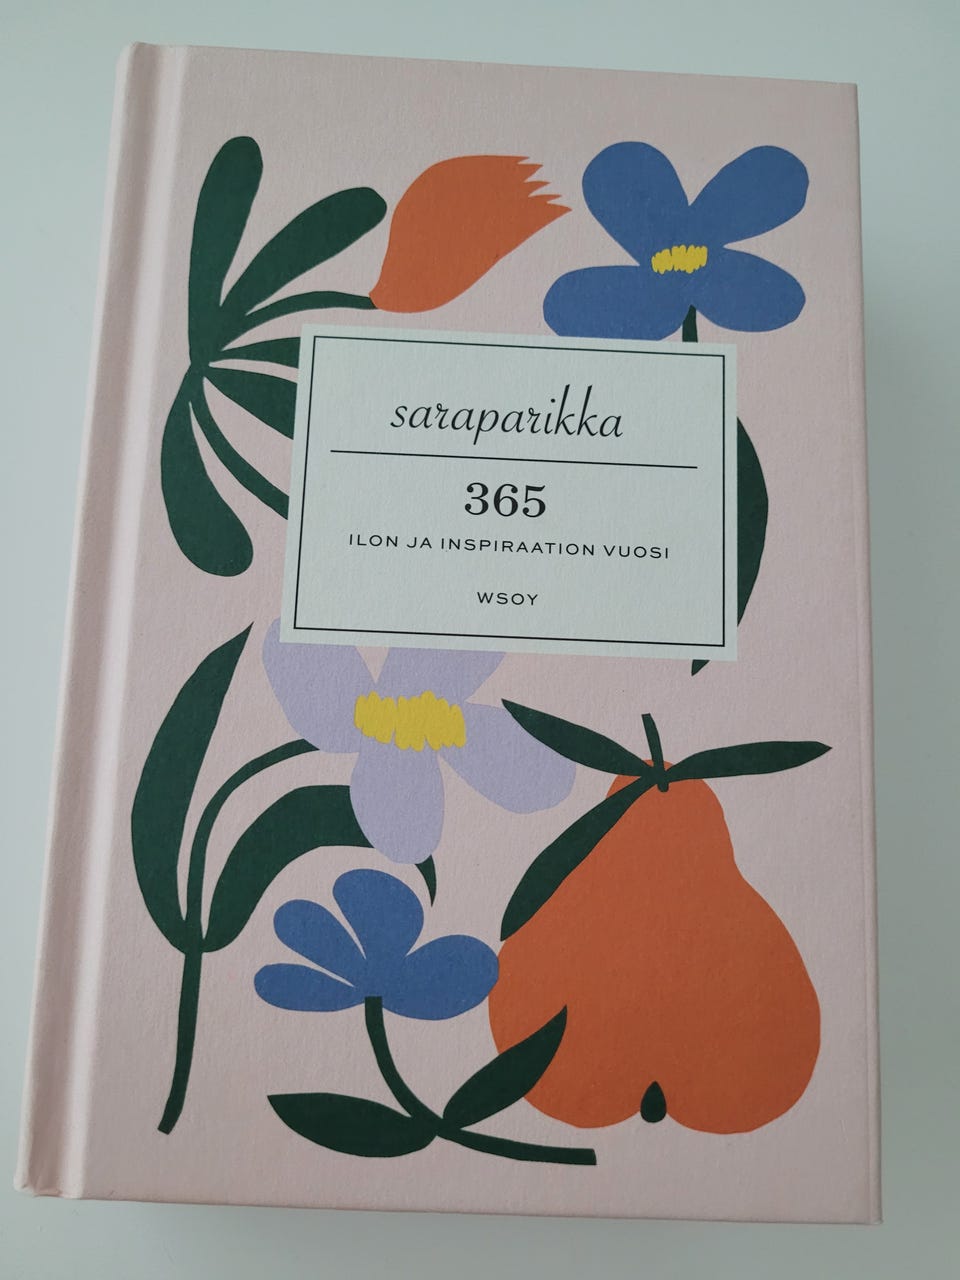 saraparikka
365
ILON JA INSPIRAATION VUOSI
WSOY